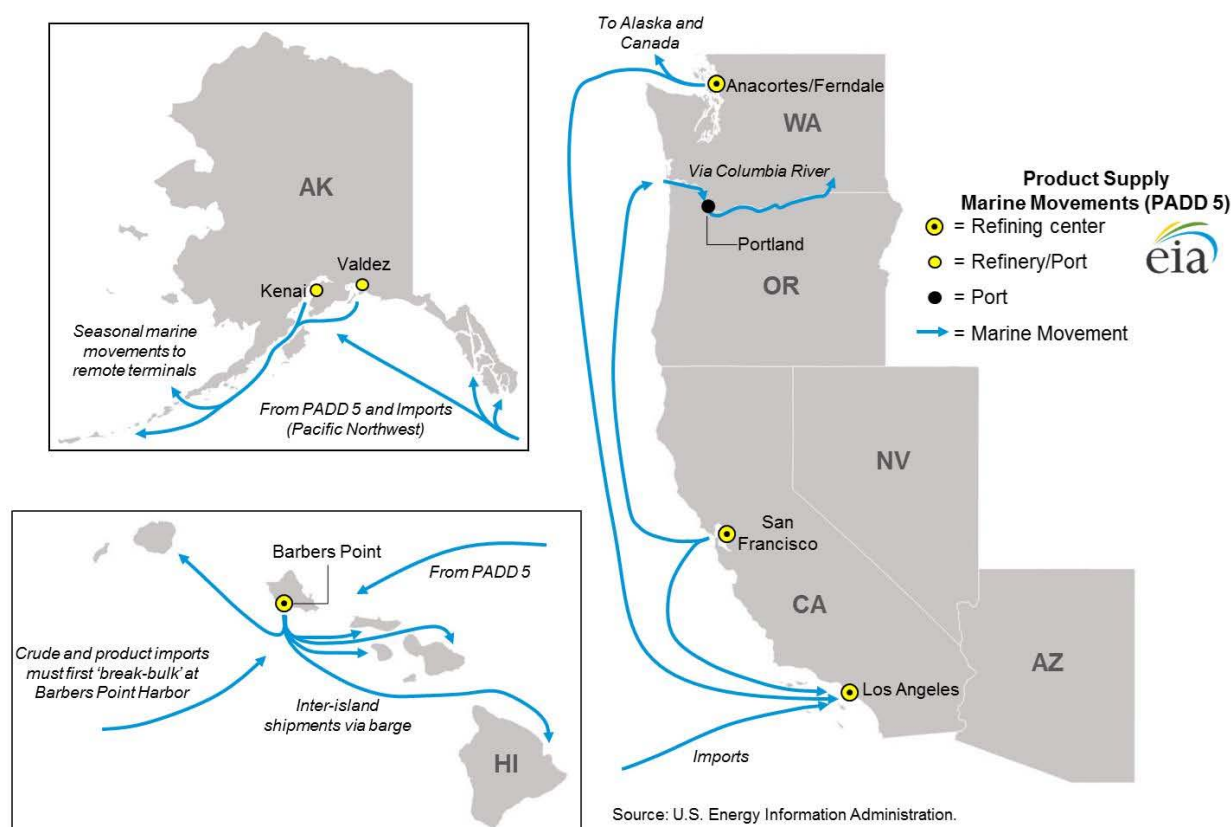 AK
Valdez
Kenai
Seasonal marine
movements to
remote terminals
From PADD 5 and Imports
(Pacific Northwest)
Barbers Point
From PADD 5
Crude and product imports
must first ‘break-bulk’ at
Barbers Point Harbor
Inter-island
shipments via barge
HI
To Alaska and
Canada
Anacortes/Ferndale
WA
Via Columbia River
Portland
OR
NV
San
Francisco
CA
AZ
Los Angeles
Imports
Product Supply
Marine Movements (PADD 5)
= Refining center
eia
= Refinery/Port
= Port
= Marine Movement
Source: U.S. Energy Information Administration.